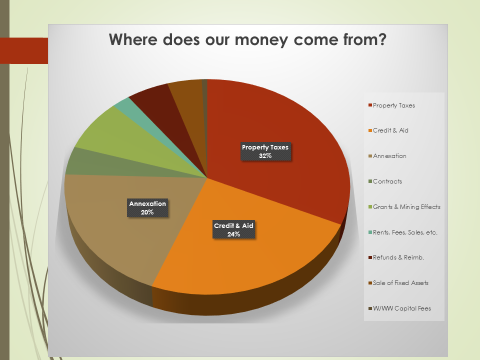 Where does our money come from?
Property Taxes
32%
Credit & Aid
24%
Annexation
20%
Property Taxes
Credit & Aid
Annexation
Contracts
Grants & Mining Effects
Rents, Fees, Sales, etc.
Refunds & Reimb.
Sale of Fixed Assets
W/WW Capital Fees